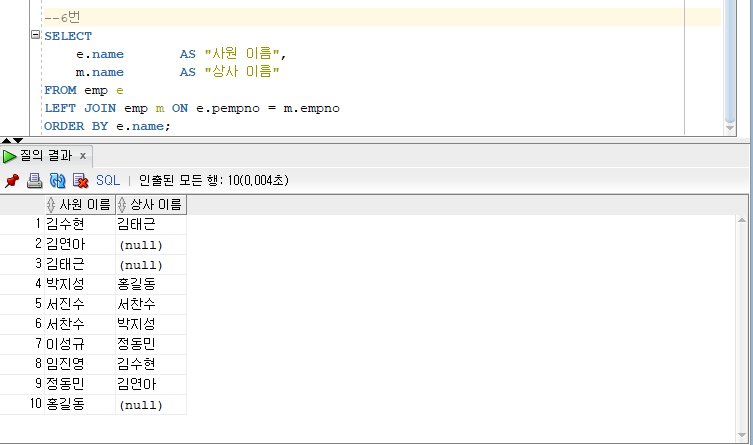 --6번
SELECT
e.name AS "사원 이름",
m.name AS "상사 이름"
FROM emp e
LEFT JOIN emp m ON e.pempno = m.empno
ORDER BY e.name;
질의 결과 x
SQL | 인출된 모든 행: 10(0,004초)
사원 이름 상사 이름
1 김수현 김태근
2 김연아 (null)
3 김태근 (null)
4 박지성 홍길동
5 서진수 서찬수
6 서찬수 박지성
7 이성규 정동민
8 임진영 김수현
9 정동민 김연아
10 홍길동 (null)